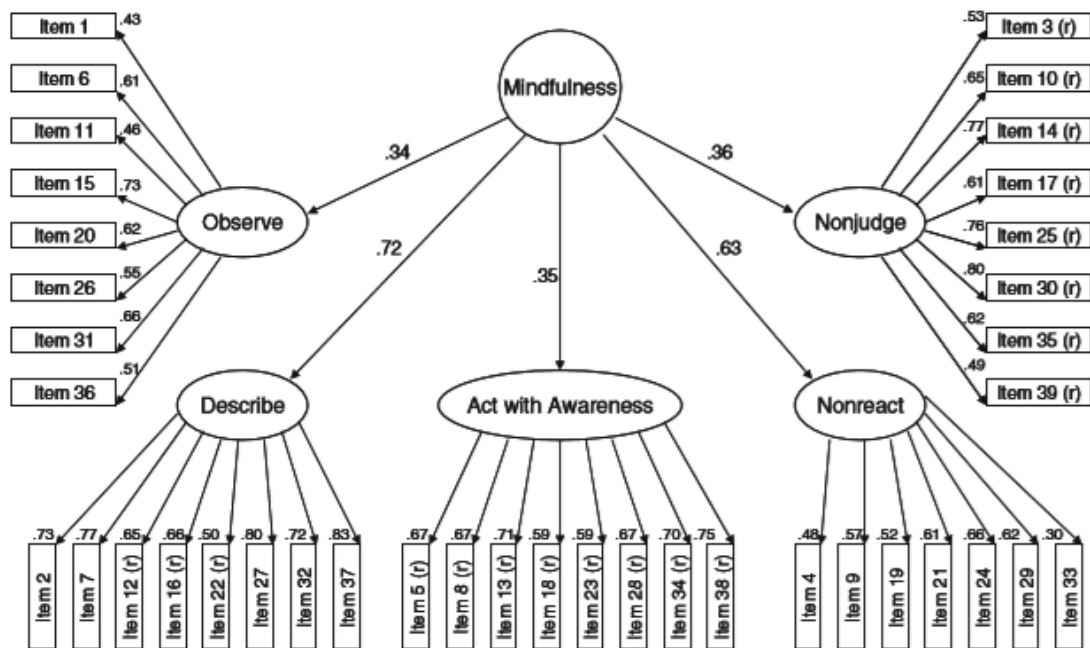 Item 1
.43
Item 6
.61
Item 11
.46
Item 15
.73
Item 20
.62
Item 26
.55
Item 31
.66
Item 36
.51
Mindfulness
.34
.72
.35
.63
.36
Observe
Nonjudge
Item 3 (r)
.53
Item 10 (r)
.65
Item 14 (r)
.77
Item 17 (r)
.61
Item 25 (r)
.76
Item 30 (r)
.80
Item 35 (r)
.62
Item 39 (r)
.49
Describe
Act with Awareness
Nonreact
.73
.77
.65
.66
.50
.80
.72
.83
Item 2
Item 7
Item 12 (r)
Item 16 (r)
Item 22 (r)
Item 27
Item 32
Item 37
.67
.67
.71
.59
.59
.67
.70
.75
Item 5 (r)
Item 8 (r)
Item 13 (r)
Item 18 (r)
Item 23 (r)
Item 28 (r)
Item 34 (r)
Item 38 (r)
.48
.57
.52
.61
.66
.62
.30
Item 4
Item 9
Item 19
Item 21
Item 24
Item 29
Item 33